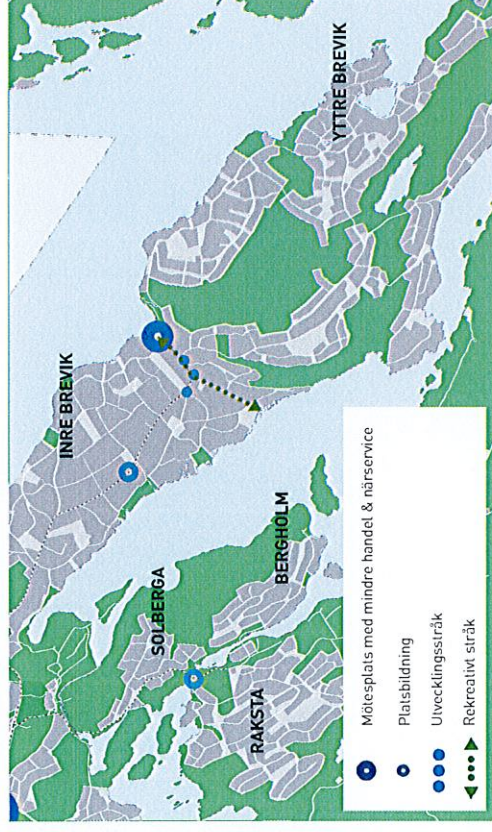 INRE BREVIK
YTTRE BREVIK
SOLBERGA
BERGHOLM
RAKSTA
Mötesplats med mindre handel & närservice
Platsbildning
Utvecklingsstråk
Rekreativt stråk